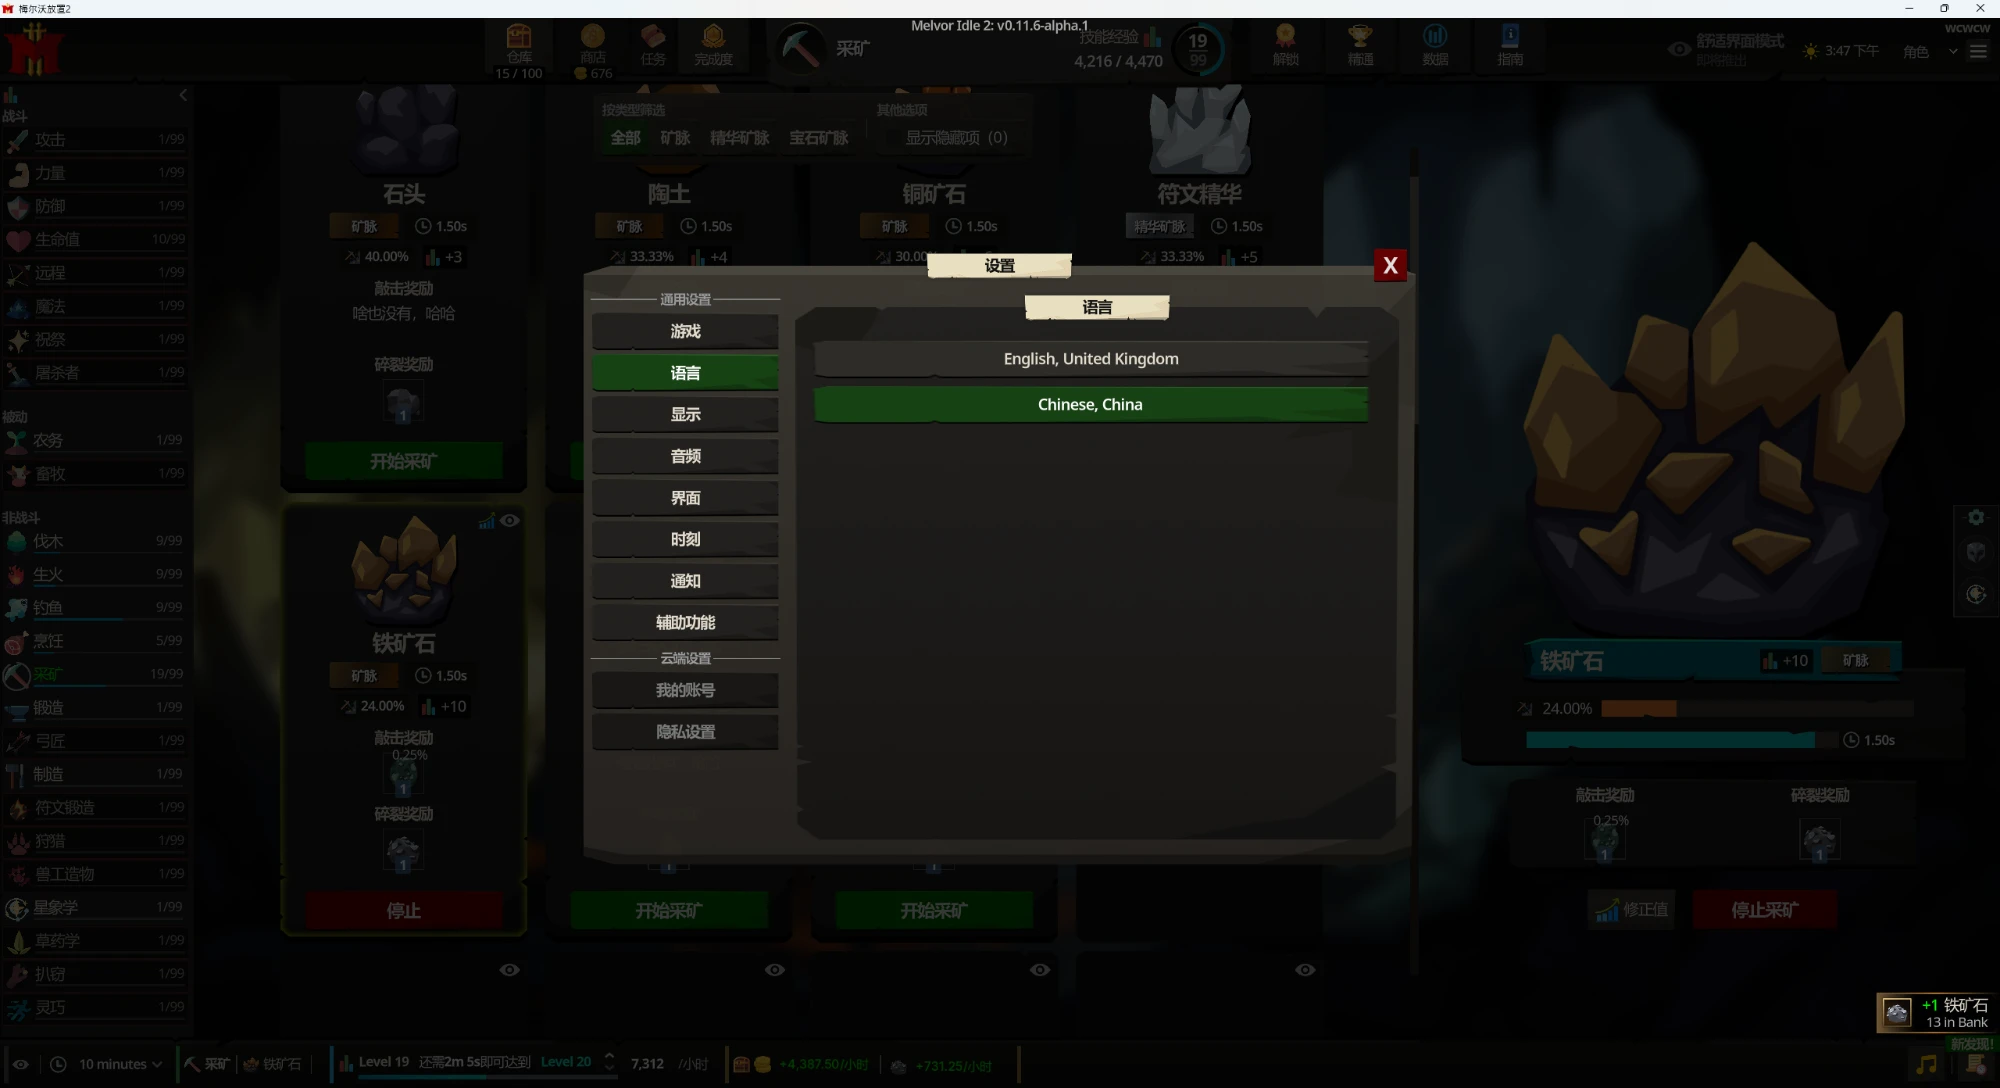 梅尔沃放置2
Melvor Idle 2: v0.11.6-alpha.1
wcwcw
仓库
15 / 100
商店
676
任务
完成度
采矿
技能经验
4,216 / 4,470
19
99
解锁
精通
数据
指南
舒适界面模式
即将推出
3:47 下午
角色
战斗
攻击 1/99
力量 1/99
防御 1/99
生命值 10/99
远程 1/99
魔法 1/99
祝祭 1/99
屠杀者 1/99
被动
农务 1/99
畜牧 1/99
非战斗
伐木 9/99
生火 9/99
钓鱼 9/99
烹饪 5/99
采矿 19/99
锻造 1/99
弓匠 1/99
制造 1/99
符文锻造 1/99
狩猎 1/99
兽工造物 1/99
星象学 1/99
草药学 1/99
扒窃 1/99
灵巧 1/99
按类型筛选
其他选项
全部 矿脉 精华矿脉 宝石矿脉
显示隐藏项（0）
石头
矿脉 1.50s
40.00% +3
敲击奖励
啥也没有，哈哈
碎裂奖励
1
开始采矿
陶土
矿脉 1.50s
33.33% +4
铜矿石
矿脉 1.50s
30.00
符文精华
精华矿脉 1.50s
33.33% +5
铁矿石
矿脉 1.50s
24.00% +10
敲击奖励
0.25%
1
碎裂奖励
1
停止
开始采矿
开始采矿
设置
X
通用设置
游戏
语言
显示
音频
界面
时刻
通知
辅助功能
云端设置
我的账号
隐私设置
语言
English, United Kingdom
Chinese, China
铁矿石 +10 矿脉
24.00%
1.50s
敲击奖励
0.25%
1
碎裂奖励
1
修正值
停止采矿
+1 铁矿石
13 in Bank
新发现!
10 minutes
采矿
铁矿石
Level 19 还需2m 5s即可达到 Level 20
7,312 /小时
+4,387.50/小时
+731.25/小时